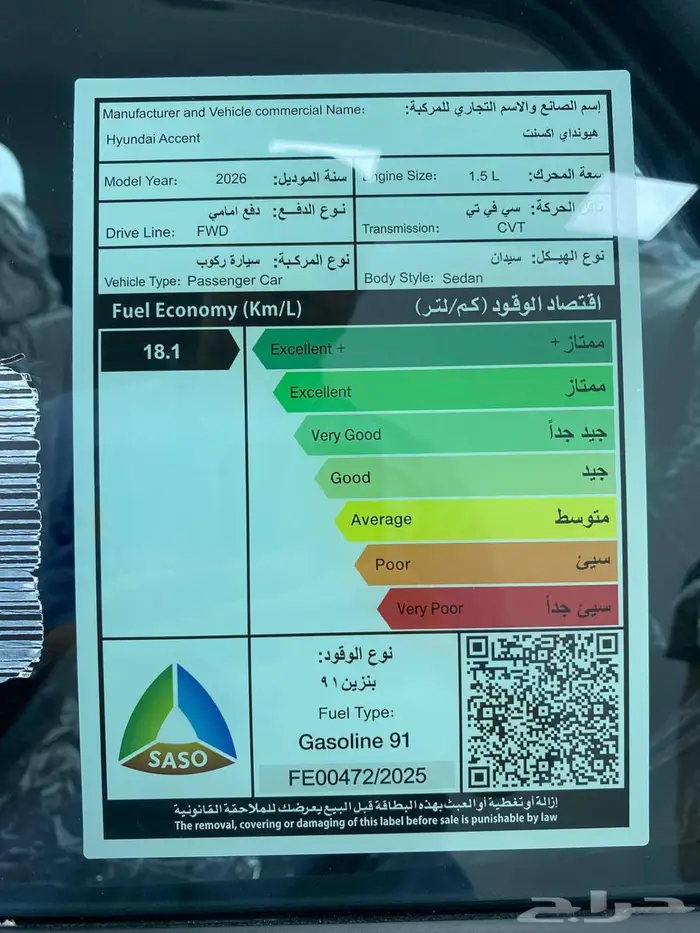 Manufacturer and Vehicle commercial Name: إسم الصانع والاسم التجاري للمركبة:
Hyundai Accent هيونداي اكسنت
Model Year: 2026 سنة الموديل:
Engine Size: 1.5 L سعة المحرك:
نوع الدفع: دفع امامي
Drive Line: FWD
الحركة: سي في تي
Transmission: CVT
نوع المركبة: سيارة ركوب
Vehicle Type: Passenger Car
نوع الهيكل: سيدان
Body Style: Sedan
Fuel Economy (Km/L) اقتصاد الوقود (كم/لتر)
18.1
Excellent + ممتاز +
Excellent ممتاز
Very Good جيد جداً
Good جيد
Average متوسط
Poor سيئ
Very Poor سيئ جداً
SASO
نوع الوقود:
بنزين ٩١
Fuel Type:
Gasoline 91
FE00472/2025
إزالة أو تغطية أو العبث بهذه البطاقة قبل البيع يعرضك للملاحقة القانونية
The removal, covering or damaging of this label before sale is punishable by law
حراج